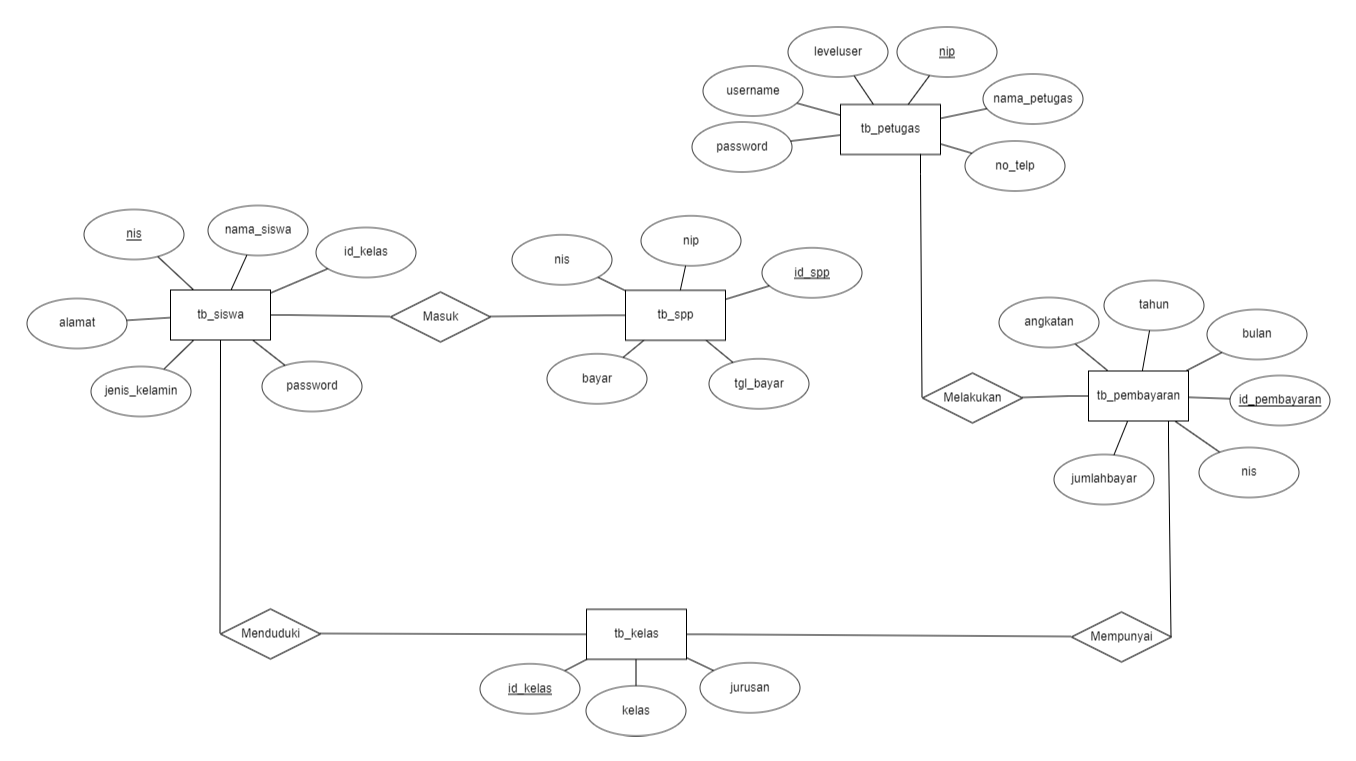 leveluser
nip
username
nama_petugas
tb_petugas
password
no_telp
nis
nama_siswa
id_kelas
alamat
tb_siswa
jenis_kelamin
password
Masuk
nis
nip
id_spp
tb_spp
bayar
tgl_bayar
angkatan
tahun
bulan
Melakukan
tb_pembayaran
id_pembayaran
jumlahbayar
nis
Menduduki
tb_kelas
Mempunyai
id_kelas
kelas
jurusan